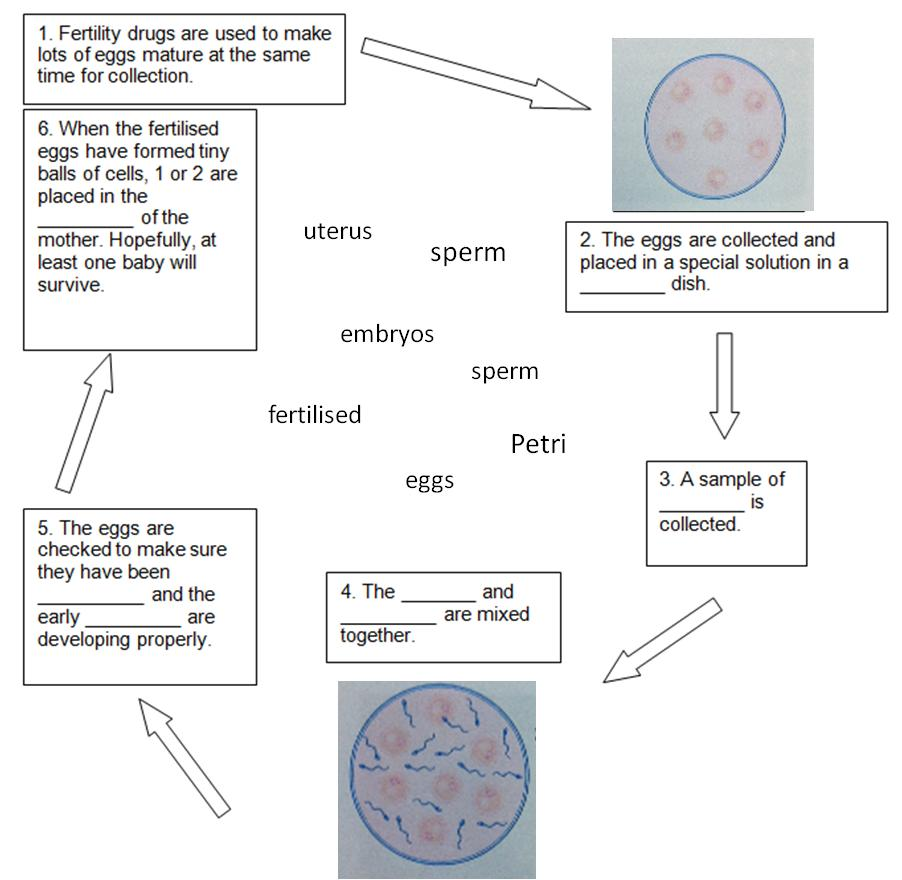 1. Fertility drugs are used to make
lots of eggs mature at the same
time for collection.
2. The eggs are collected and
placed in a special solution in a
________ dish.
3. A sample of
________ is
collected.
4. The _______ and
_________ are mixed
together.
5. The eggs are
checked to make sure
they have been
__________ and the
early _________ are
developing properly.
6. When the fertilised
eggs have formed tiny
balls of cells, 1 or 2 are
placed in the
_________ of the
mother. Hopefully, at
least one baby will
survive.
uterus
sperm
embryos
sperm
fertilised
Petri
eggs